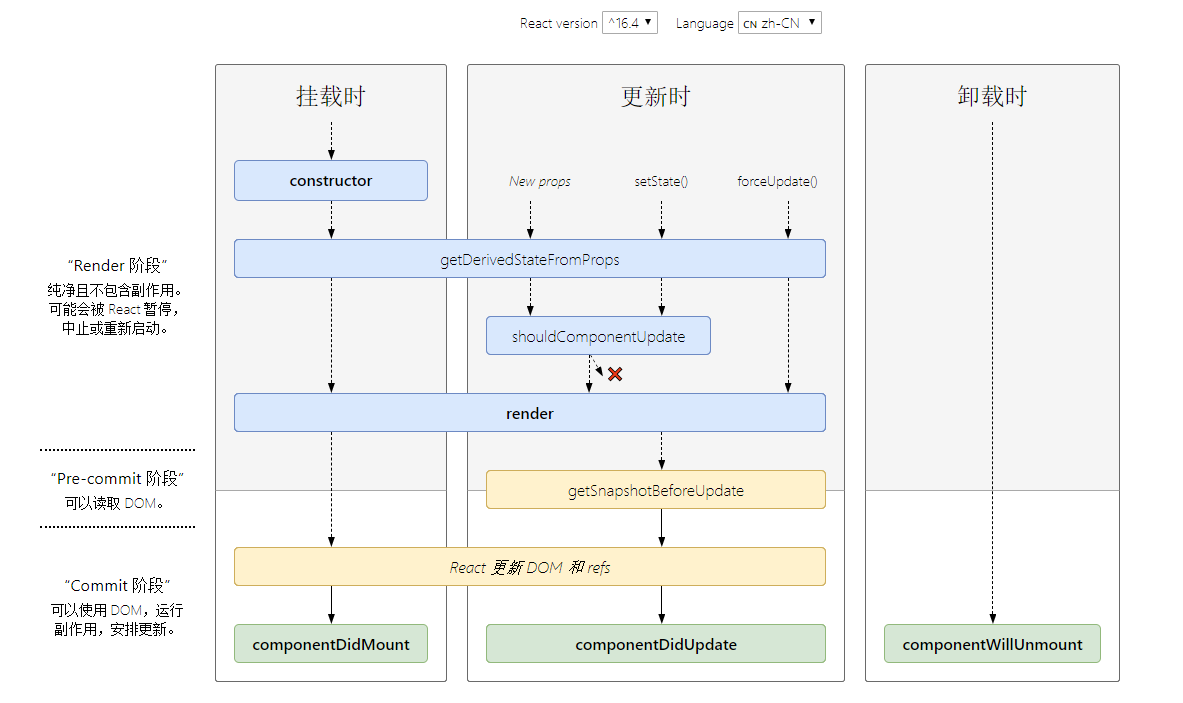 React version ^16.4 Language CN zh-CN
挂载时
更新时
卸载时
constructor
New props
setState()
forceUpdate()
“Render 阶段”
纯净且不包含副作用。
可能会被 React 暂停，
中止或重新启动。
getDerivedStateFromProps
shouldComponentUpdate
render
“Pre-commit 阶段”
可以读取 DOM。
getSnapshotBeforeUpdate
“Commit 阶段”
可以使用 DOM，运行
副作用，安排更新。
React 更新 DOM 和 refs
componentDidMount
componentDidUpdate
componentWillUnmount